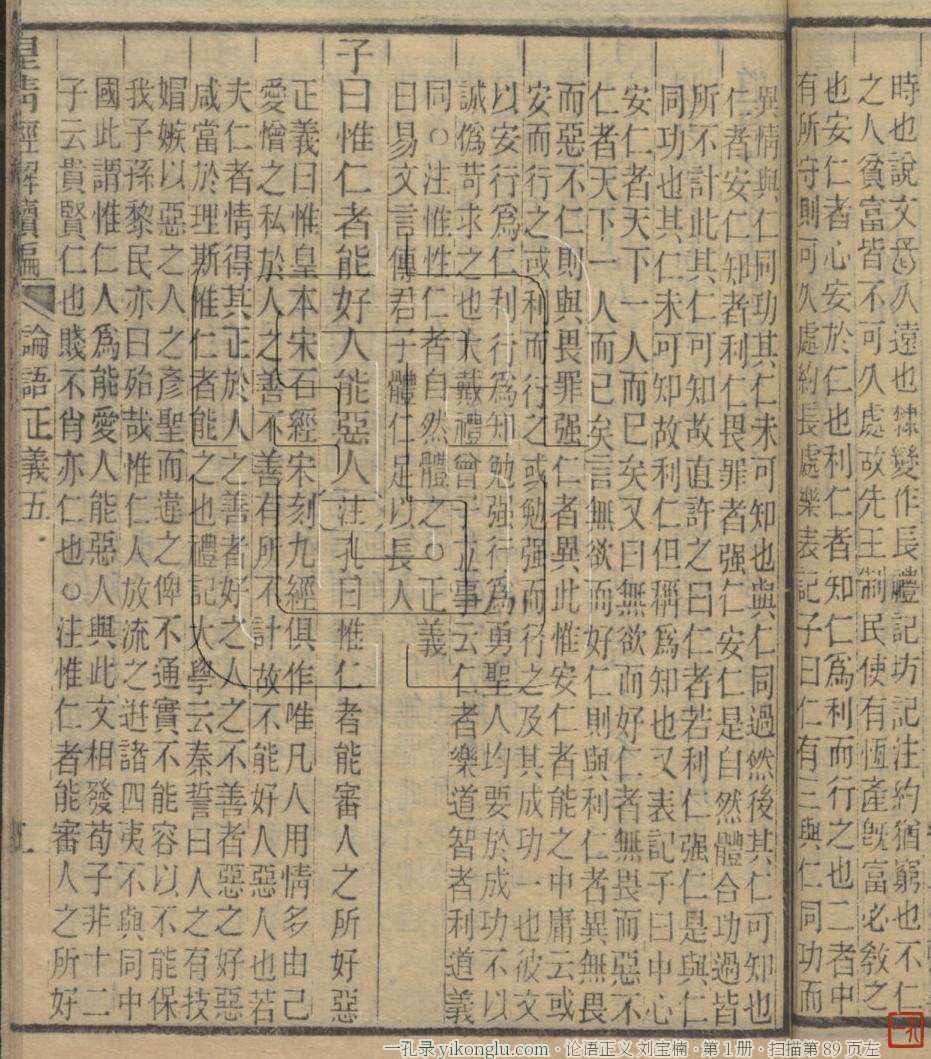 時也說文𠻮久遠也隸變作長禮記坊記注約猶窮也不仁
之人貧富皆不可久處故先王制民使有恆產旣富必教之
也安仁者心安於仁也利仁者知仁爲利而行之也二者中
有所守則可久處約長處樂表記子曰仁有三與仁同功而
異情與仁同功其仁未可知也與仁同過然後其仁可知也
仁者安仁知者利仁畏罪者强仁安仁是自然體合功過皆
所不計此其仁可知故直許之曰仁者若利仁强仁是與仁
同功也其仁未可知故利仁但稱爲知也又表記子曰中心
安仁者天下一人而已矣又曰無欲而好仁者無畏而惡不
仁者天下一人而已矣言無欲而好仁則與利仁者異無畏
而惡不仁則與畏罪强仁者異此惟安仁者能之中庸云或
安而行之或利而行之或勉强而行之及其成功一也彼文
以安行爲仁利行爲知勉强行爲勇聖人均要於成功不以
誠僞苛求之也大戴禮曾子立事云仁者樂道智者利道義
同○注惟性仁者自然體之○正義
曰易文言傳君子體仁足以長人
子曰惟仁者能好人能惡人注孔曰惟仁者能審人之所好惡
正義曰惟皇本宋石經宋刻九經俱作唯凡人用情多由己
愛憎之私於人之善不善有所不計故不能好人惡人也若
夫仁者情得其正於人之善者好之人之不善者惡之好惡
咸當於理斯惟仁者能之也禮記大學云秦誓曰人之有技
媢嫉以惡之人之彥聖而違之俾不通實不能容以不能保
我子孫黎民亦曰殆哉惟仁人放流之迸諸四夷不與同中
國此謂惟仁人爲能愛人能惡人與此文相發荀子非十二
子云貴賢仁也賤不肖亦仁也○注惟仁者能審人之所好
皇清經解續編 論語正義五
一孔录 yikonglu.com · 论语正义 刘宝楠 · 第 1 册 · 扫描第 89 页左